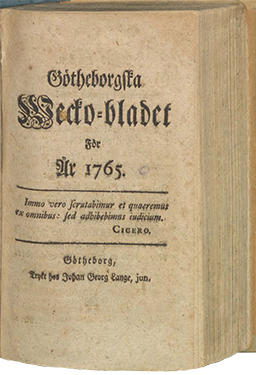 Götheborgska
Wecko-bladet
För
År 1765.
Immo vero scrutabimur et quaeremus
ex omnibus: sed adhibebimus iudicium.
CICERO.
Götheborg,
Trykt hos Johan Georg Lange, jun.